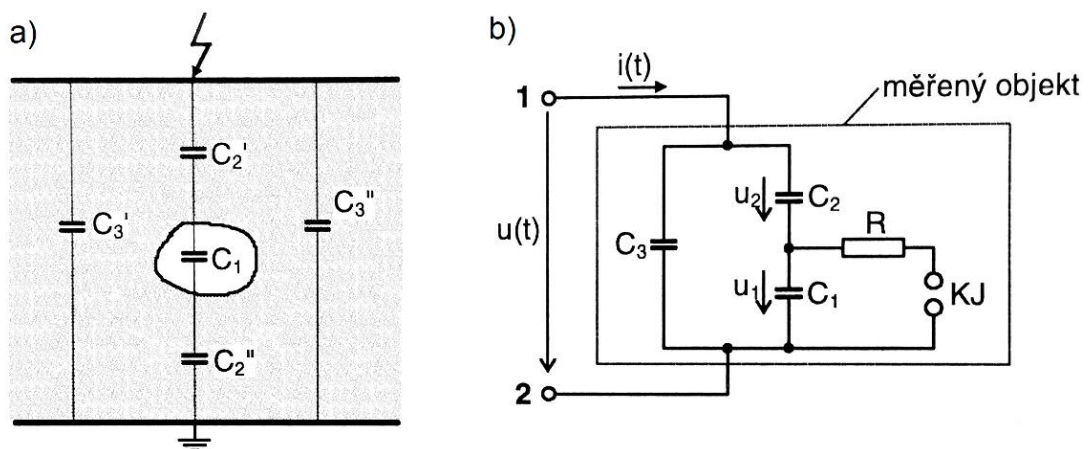 a)
C2'
C3'
C3"
C1
C2"
b)
i(t)
měřený objekt
1
u2
C2
R
u(t)
C3
u1
C1
KJ
2